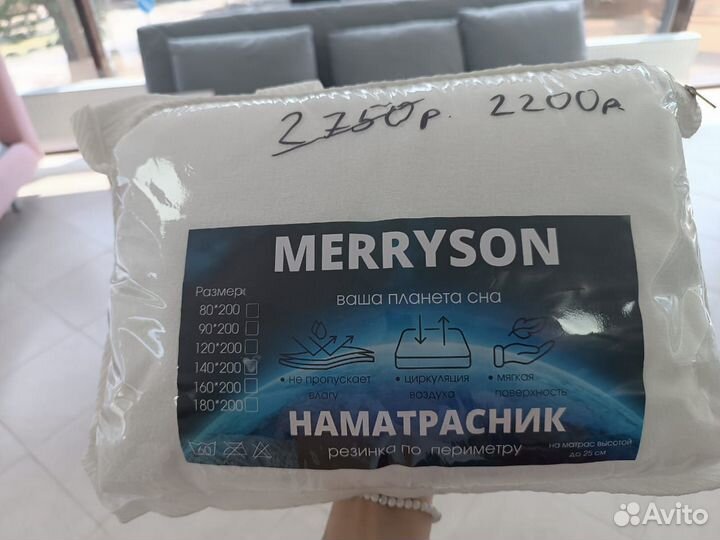 2750р. 2200р
MERRYSON
ваша планета сна
Размер:
80*200
90*200
120*200
140*200
160*200
180*200
• не пропускает влагу
• циркуляция воздуха
• мягкая поверхность
НАМАТРАСНИК
резинка по периметру
на матрас высотой
до 25 см
60
Avito